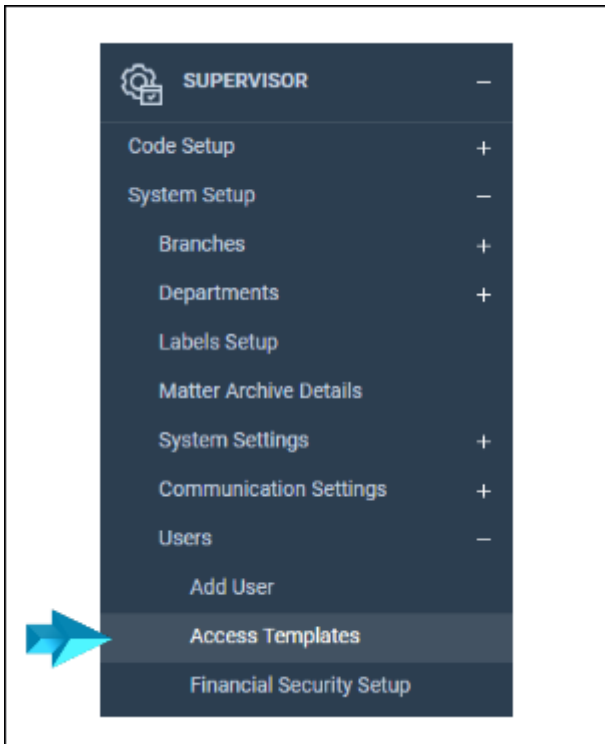 SUPERVISOR –
Code Setup +
System Setup –
Branches +
Departments +
Labels Setup
Matter Archive Details
System Settings +
Communication Settings +
Users –
Add User
Access Templates
Financial Security Setup